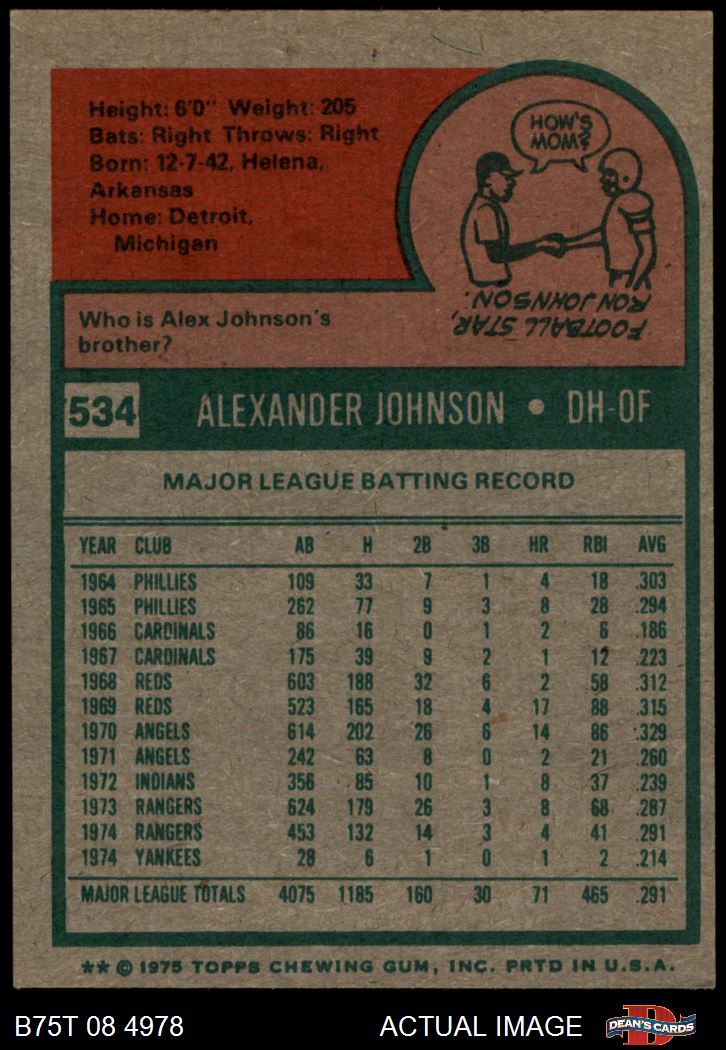 Height: 6'0" Weight: 205
Bats: Right Throws: Right
Born: 12-7-42, Helena,
Arkansas
Home: Detroit,
Michigan
HOW'S
MOM?
Who is Alex Johnson's
brother?
FOOTBALL STAR,
RON JOHNSON.
534 ALEXANDER JOHNSON • DH-OF
MAJOR LEAGUE BATTING RECORD
YEAR CLUB AB H 2B 3B HR RBI AVG
1964 PHILLIES 109 33 7 1 4 18 .303
1965 PHILLIES 262 77 9 3 8 28 .294
1966 CARDINALS 86 16 0 1 2 6 .186
1967 CARDINALS 175 39 9 2 1 12 .223
1968 REDS 603 188 32 6 2 58 .312
1969 REDS 523 165 18 4 17 88 .315
1970 ANGELS 614 202 26 6 14 86 .329
1971 ANGELS 242 63 8 0 2 21 .260
1972 INDIANS 356 85 10 1 8 37 .239
1973 RANGERS 624 179 26 3 8 68 .287
1974 RANGERS 453 132 14 3 4 41 .291
1974 YANKEES 28 6 1 0 1 2 .214
MAJOR LEAGUE TOTALS 4075 1185 160 30 71 465 .291
** © 1975 TOPPS CHEWING GUM, INC. PRTD IN U.S.A.
B75T 08 4978 ACTUAL IMAGE DEAN'S CARDS